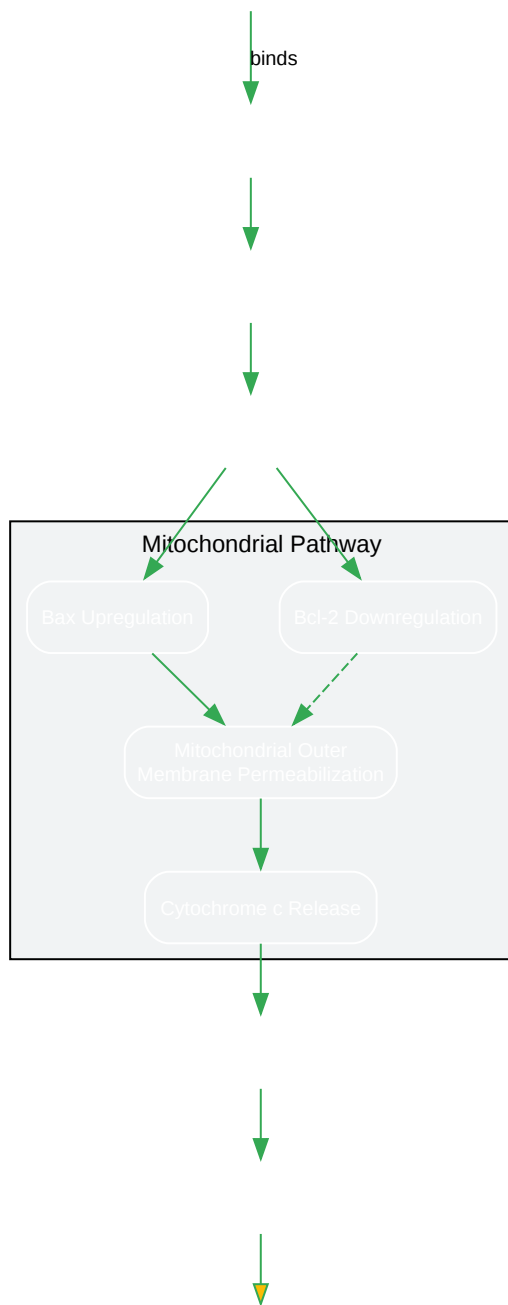 binds
Mitochondrial Pathway
Bax Upregulation
Bcl-2 Downregulation
Mitochondrial Outer
Membrane Permeabilization
Cytochrome c Release